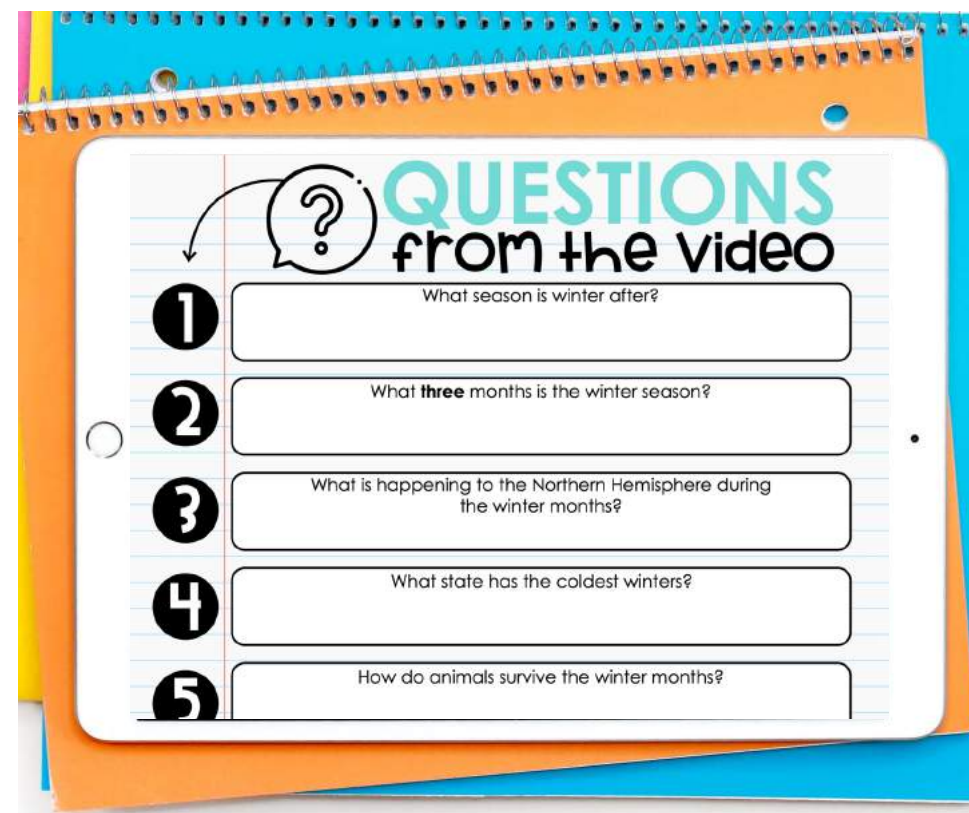 ?
QUESTIONS
from the video
1
What season is winter after?
2
What three months is the winter season?
3
What is happening to the Northern Hemisphere during
the winter months?
4
What state has the coldest winters?
5
How do animals survive the winter months?